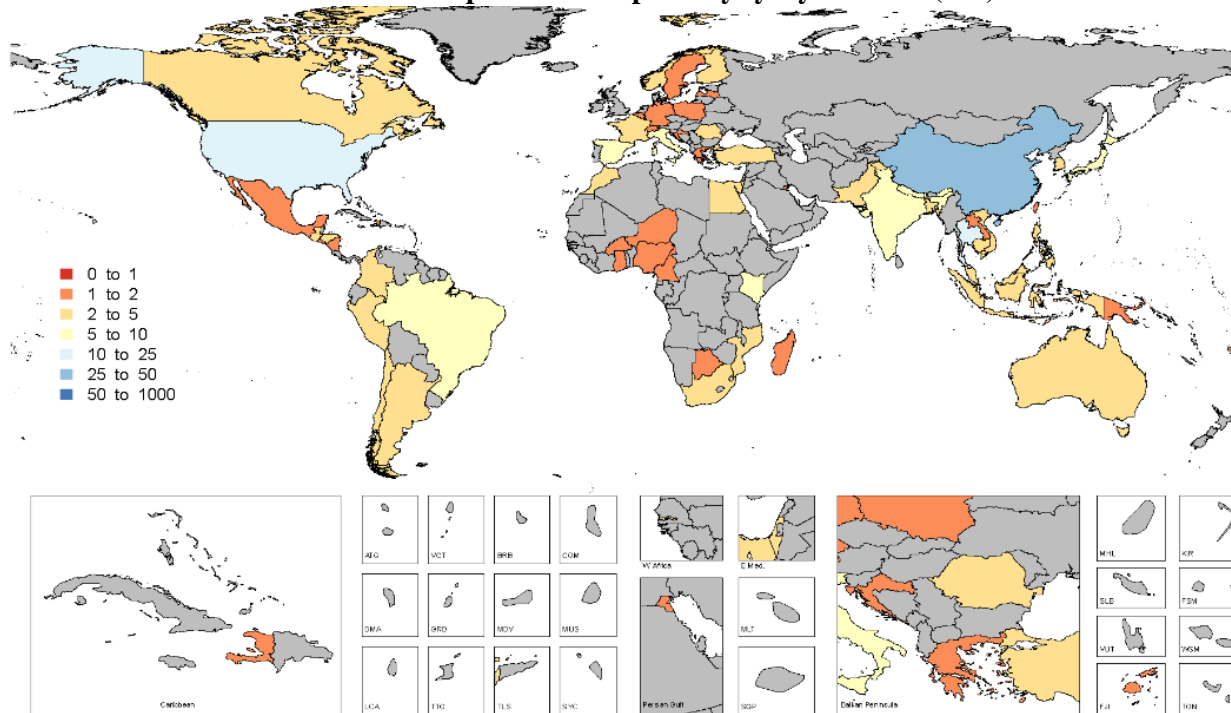 0 to 1
1 to 2
2 to 5
5 to 10
10 to 25
25 to 50
50 to 1000
Caribbean
ATG
VCT
BRB
COM
DMA
GRD
MDV
MUS
LCA
TTO
TLS
SYC
W Africa
E Med.
Persian Gulf
MLT
SGP
Balkan Peninsula
MHL
KIR
SLB
FSM
VUT
WSM
FJI
TON